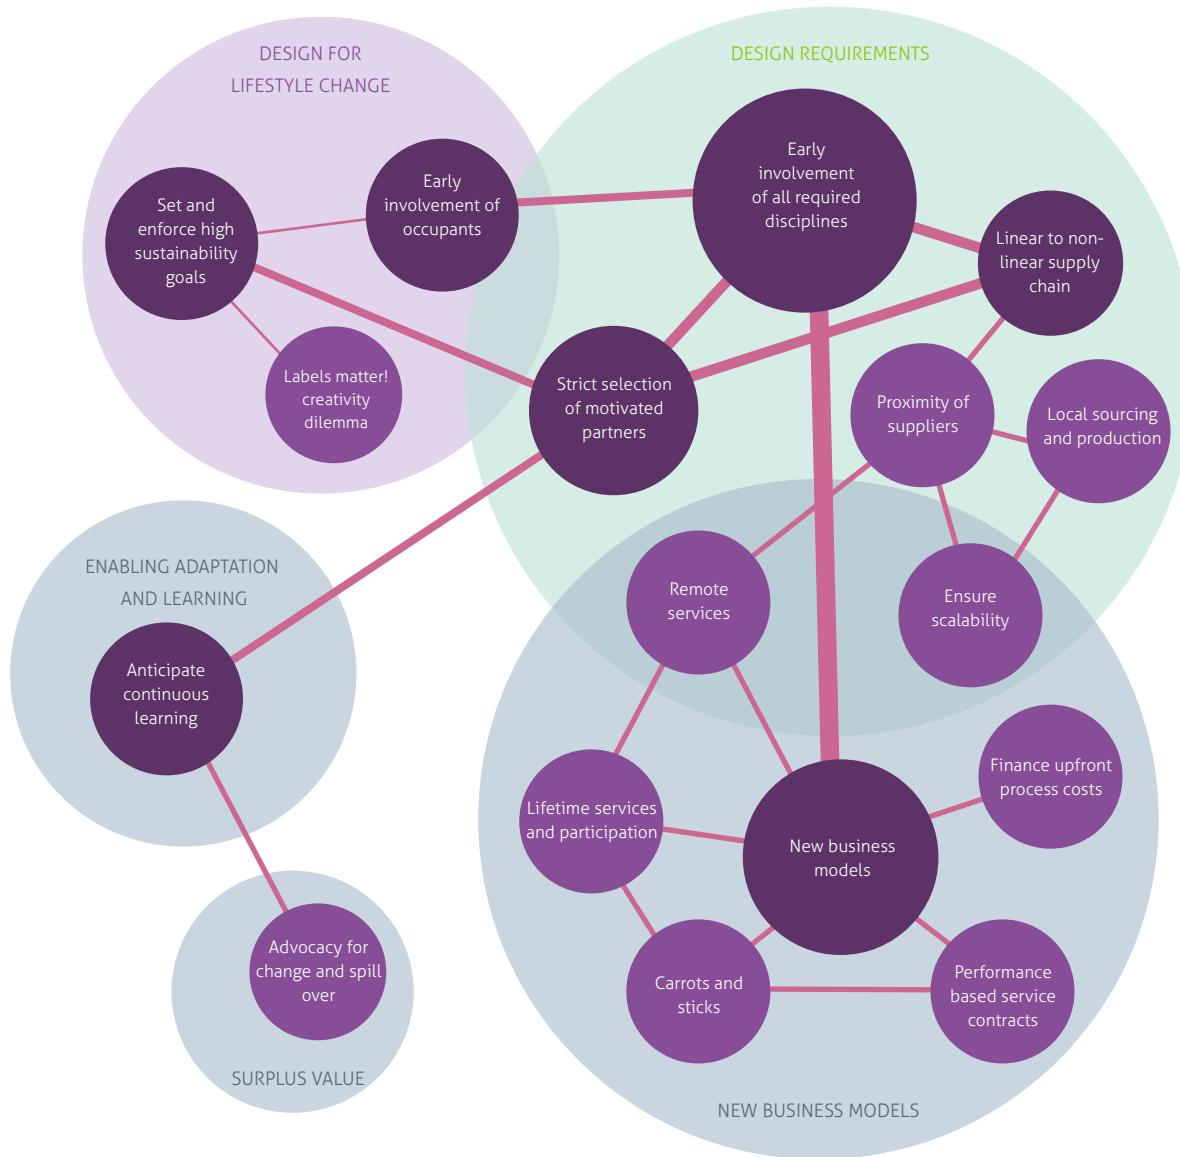 DESIGN FOR
LIFESTYLE CHANGE
DESIGN REQUIREMENTS
Early
involvement
of all required
disciplines
Early
involvement of
occupants
Set and
enforce high
sustainability
goals
Linear to non-
linear supply
chain
Labels matter!
creativity
dilemma
Strict selection
of motivated
partners
Proximity of
suppliers
Local sourcing
and production
ENABLING ADAPTATION
AND LEARNING
Remote
services
Ensure
scalability
Anticipate
continuous
learning
Finance upfront
process costs
Lifetime services
and participation
New business
models
Advocacy for
change and spill
over
Carrots and
sticks
Performance
based service
contracts
SURPLUS VALUE
NEW BUSINESS MODELS